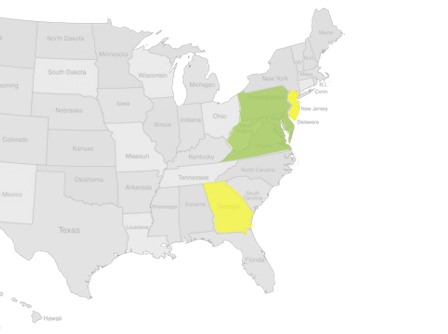 Maine
North Dakota
Minnesota
New York
Wisconsin
South Dakota
Michigan
R.I.
Conn
Iowa
New Jersey
Nebraska
Ohio
Illinois
Indiana
Delaware
Colorado
Kansas
Missouri
Kentucky
North Carolina
Tennessee
Oklahoma
Arkansas
South
Carolina
Mexico
Mississippi
Alabama
Georgia
Texas
Louisiana
Florida
Hawaii